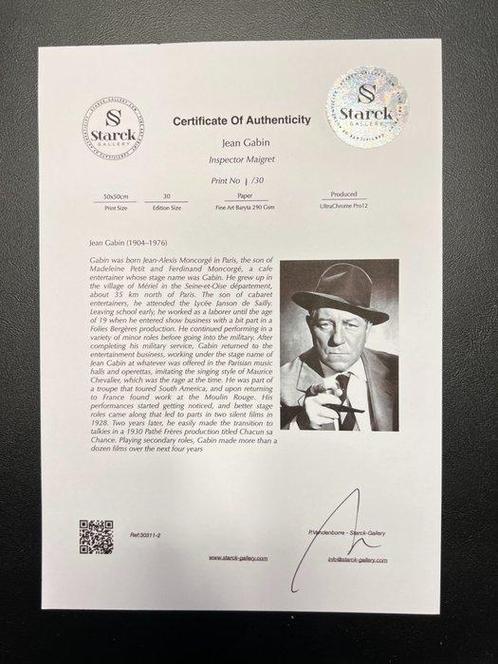 Starck
GALLERY
Starck
GALLERY
Certificate Of Authenticity
Jean Gabin
Inspector Maigret
Print No 1 /30
50x50cm
Print Size
30
Edition Size
Paper
Fine Art Baryta 290 Gsm
Produced
UltraChrome Pro12
Jean Gabin (1904–1976)
Gabin was born Jean-Alexis Moncorgé in Paris, the son of
Madeleine Petit and Ferdinand Moncorgé, a cafe
entertainer whose stage name was Gabin. He grew up in
the village of Mériel in the Seine-et-Oise département,
about 35 km north of Paris. The son of cabaret
entertainers, he attended the Lycée Janson de Sailly.
Leaving school early, he worked as a laborer until the age
of 19 when he entered show business with a bit part in a
Folies Bergères production. He continued performing in a
variety of minor roles before going into the military. After
completing his military service, Gabin returned to the
entertainment business, working under the stage name of
Jean Gabin at whatever was offered in the Parisian music
halls and operettas, imitating the singing style of Maurice
Chevalier, which was the rage at the time. He was part of
a troupe that toured South America, and upon returning
to France found work at the Moulin Rouge. His
performances started getting noticed, and better stage
roles came along that led to parts in two silent films in
1928. Two years later, he easily made the transition to
talkies in a 1930 Pathé Frères production titled Chacun sa
Chance. Playing secondary roles, Gabin made more than a
dozen films over the next four years
Ref:30311-2
P.Vandenborre - Starck-Gallery
www.starck-gallery.com
info@starck-gallery.com